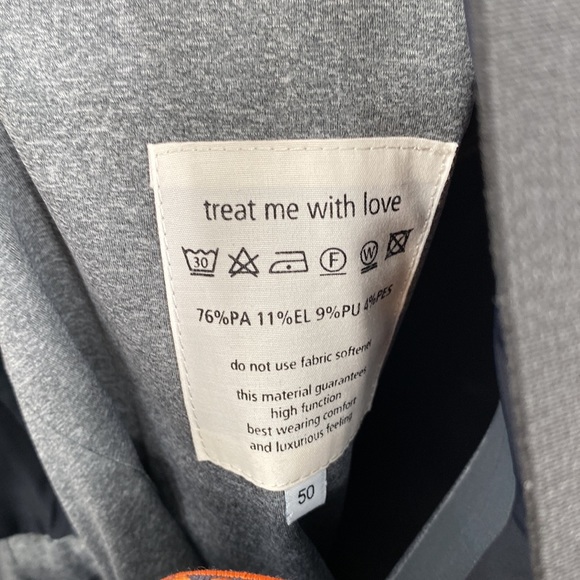 treat me with love
30 F W
76%PA 11%EL 9%PU 4%PES
do not use fabric softener
this material guarantees
high function
best wearing comfort
and luxurious feeling
50